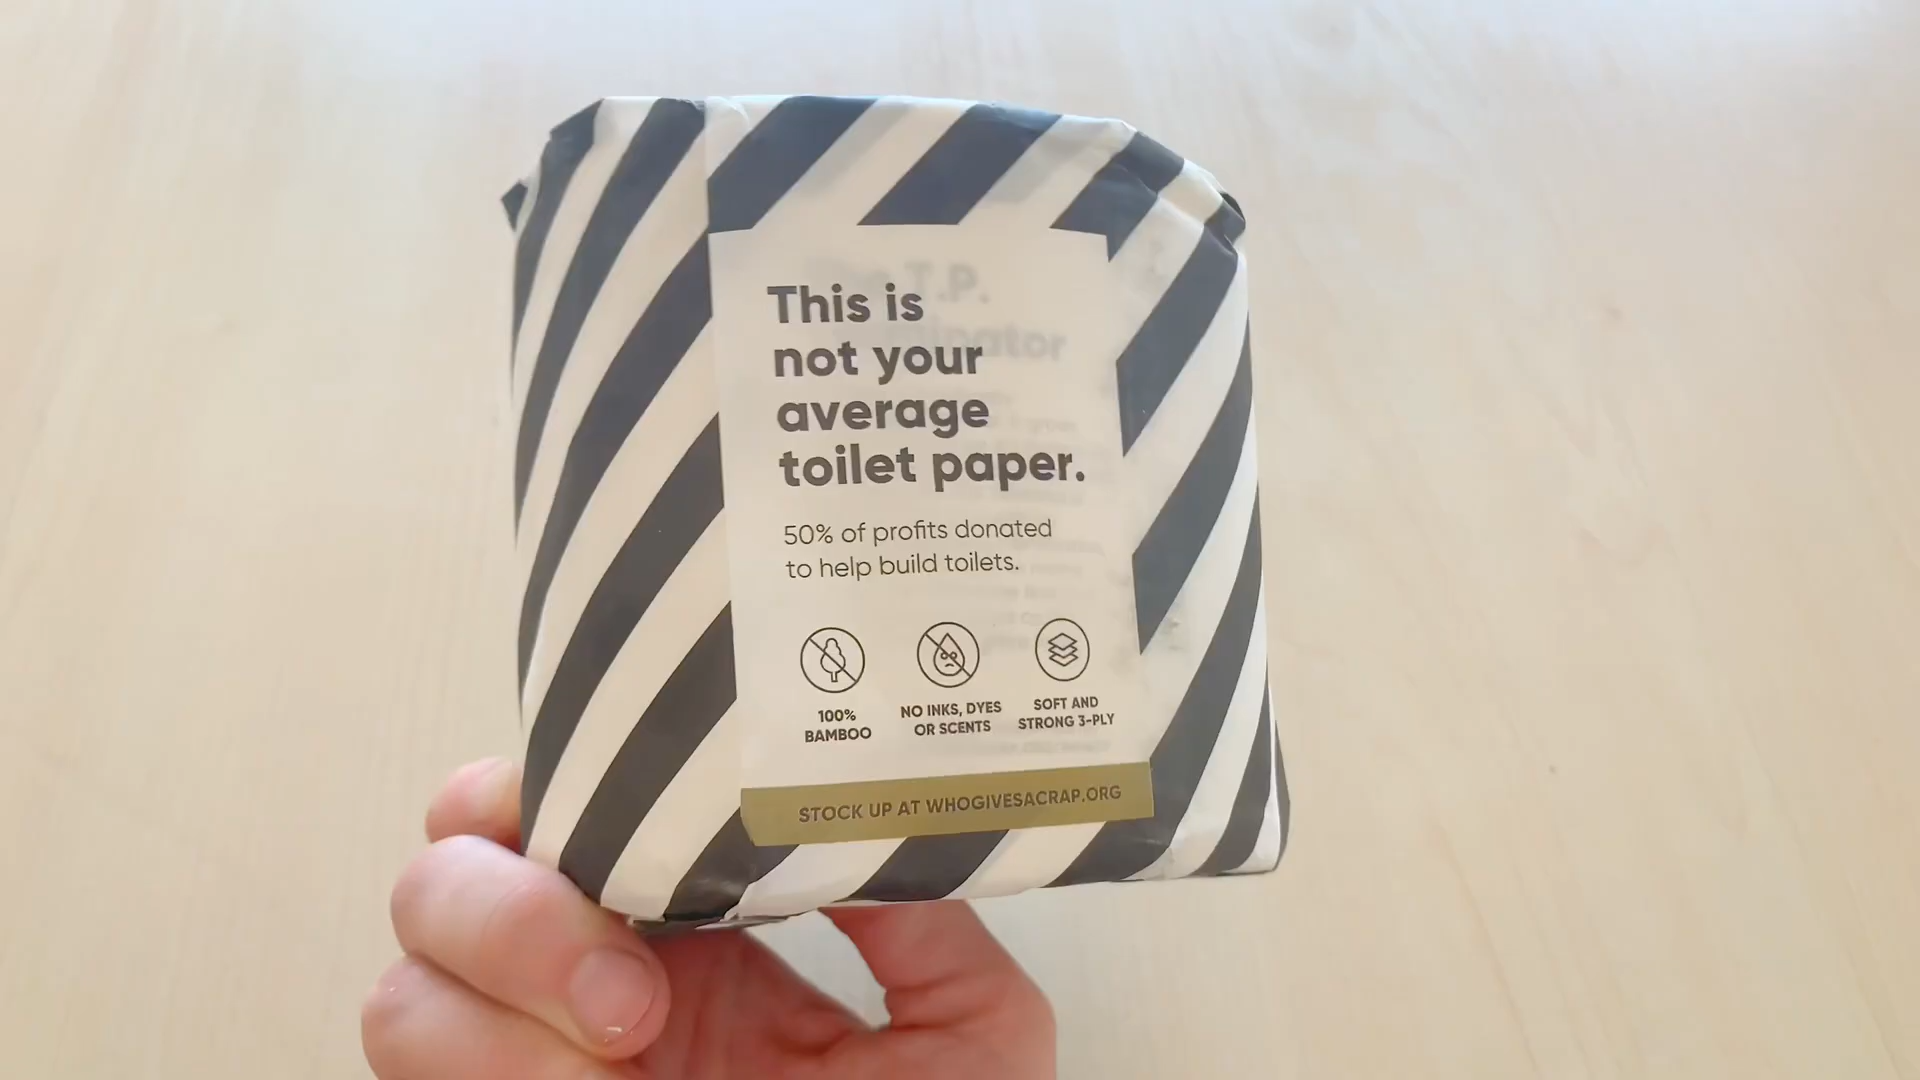 This is
not your
average
toilet paper.
50% of profits donated
to help build toilets.
100%
BAMBOO
NO INKS, DYES
OR SCENTS
SOFT AND
STRONG 3-PLY
STOCK UP AT WHOGIVESACRAP.ORG